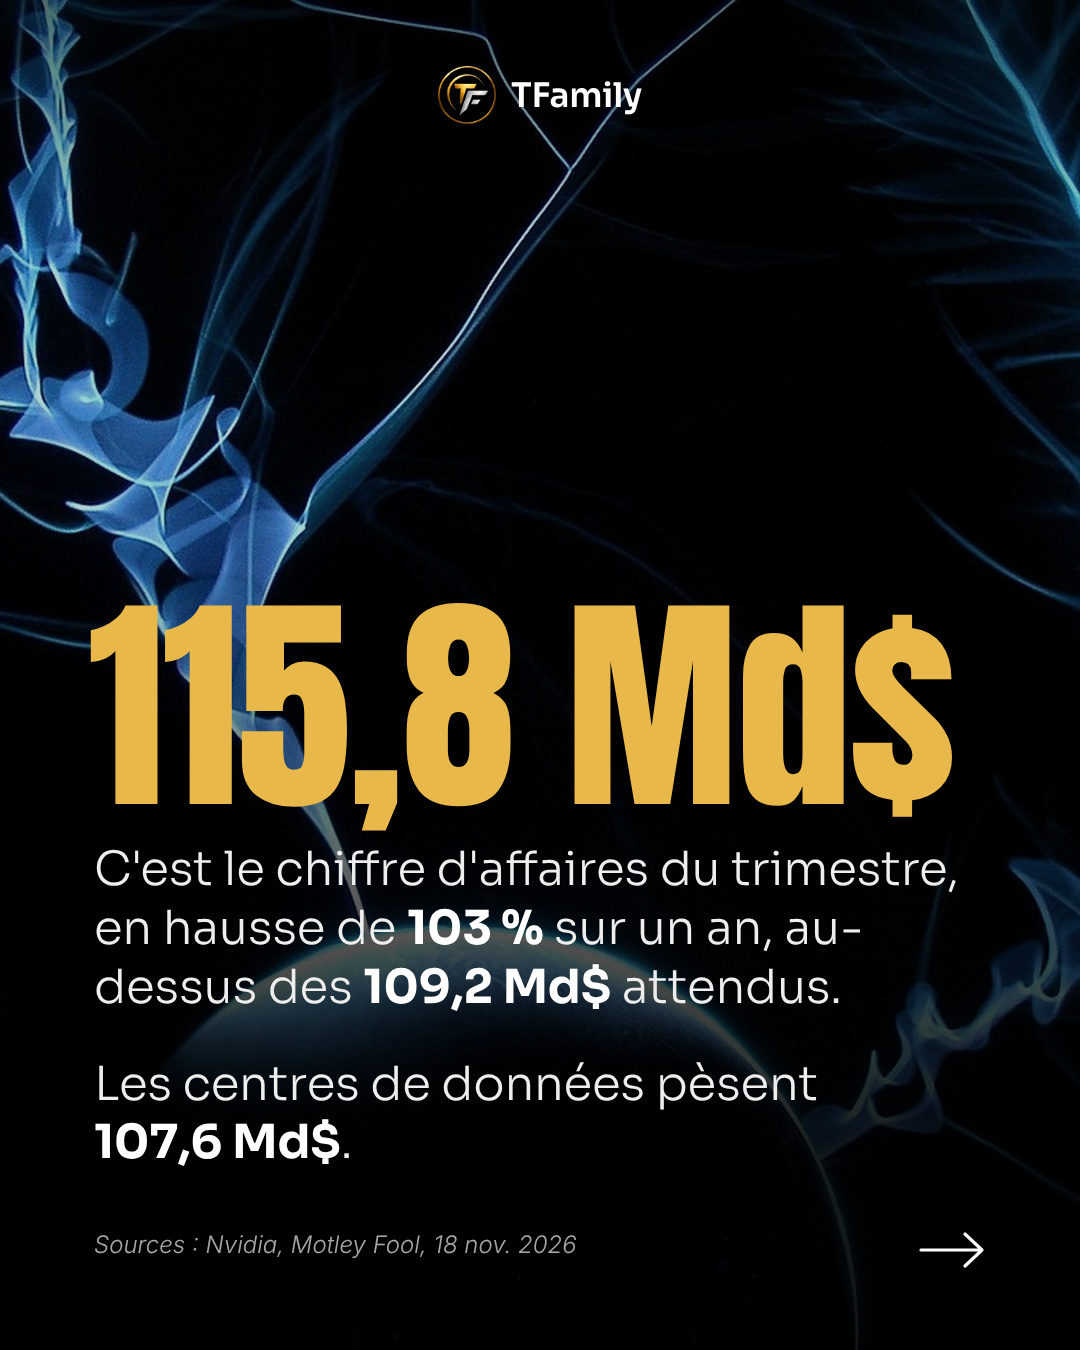 TFamily
115,8 Md$
C'est le chiffre d'affaires du trimestre,
en hausse de 103 % sur un an, au-
dessus des 109,2 Md$ attendus.
Les centres de données pèsent
107,6 Md$.
Sources : Nvidia, Motley Fool, 18 nov. 2026